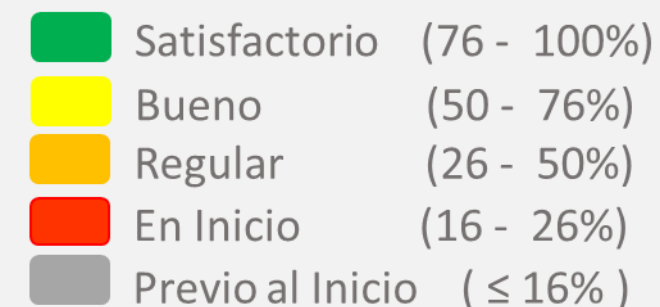 Satisfactorio (76 - 100%)
Bueno (50 - 76%)
Regular (26 - 50%)
En Inicio (16 - 26%)
Previo al Inicio ( ≤ 16% )